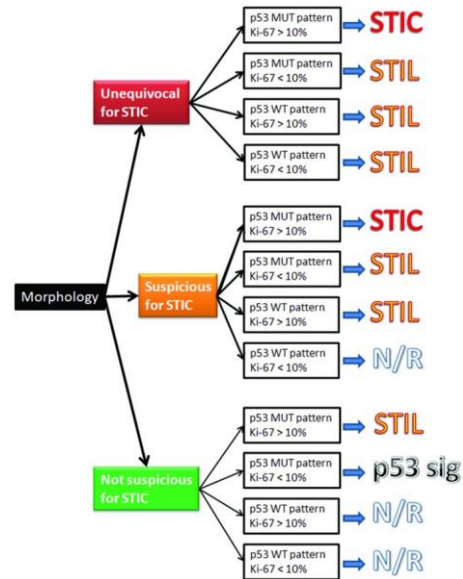 Morphology
Unequivocal
for STIC
p53 MUT pattern
Ki-67 > 10%
STIC
p53 MUT pattern
Ki-67 < 10%
STIL
p53 WT pattern
Ki-67 > 10%
STIL
p53 WT pattern
Ki-67 < 10%
STIL
Suspicious
for STIC
p53 MUT pattern
Ki-67 > 10%
STIC
p53 MUT pattern
Ki-67 < 10%
STIL
p53 WT pattern
Ki-67 > 10%
STIL
p53 WT pattern
Ki-67 < 10%
N/R
Not suspicious
for STIC
p53 MUT pattern
Ki-67 > 10%
STIL
p53 MUT pattern
Ki-67 < 10%
p53 sig
p53 WT pattern
Ki-67 > 10%
N/R
p53 WT pattern
Ki-67 < 10%
N/R